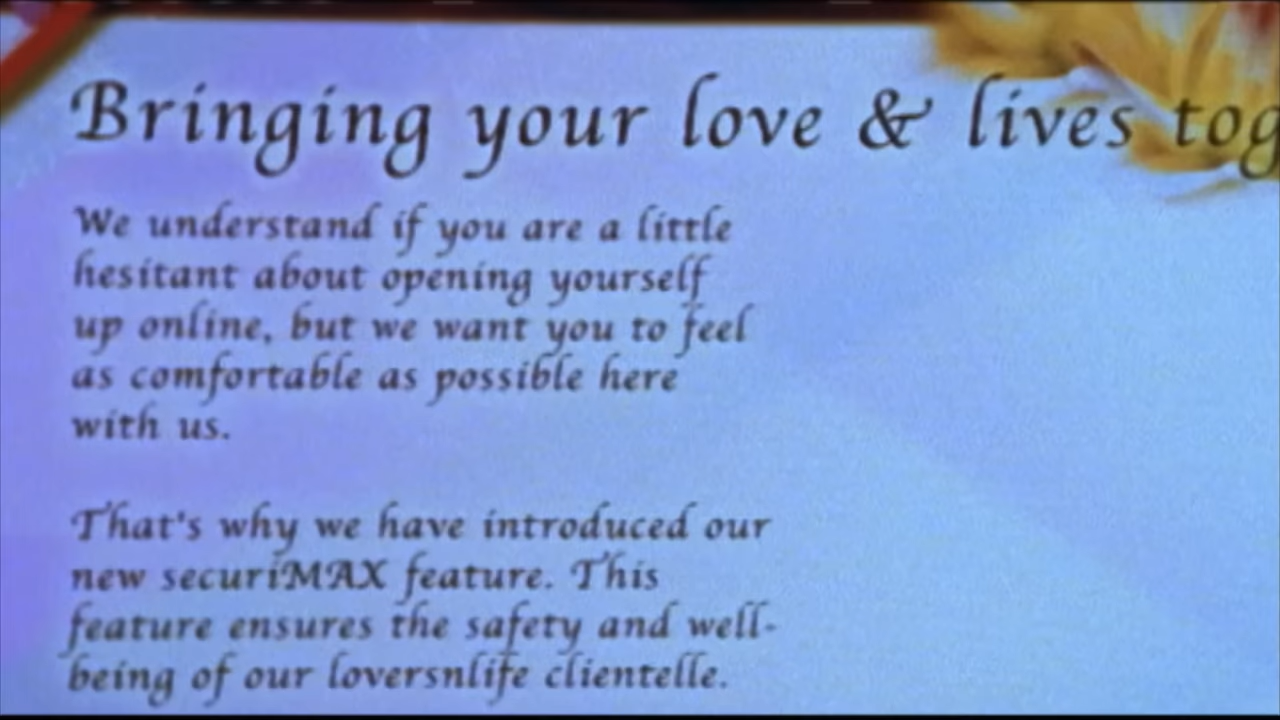 Bringing your love & lives tog
We understand if you are a little
hesitant about opening yourself
up online, but we want you to feel
as comfortable as possible here
with us.
That's why we have introduced our
new securiMAX feature. This
feature ensures the safety and well-
being of our loversnlife clientelle.